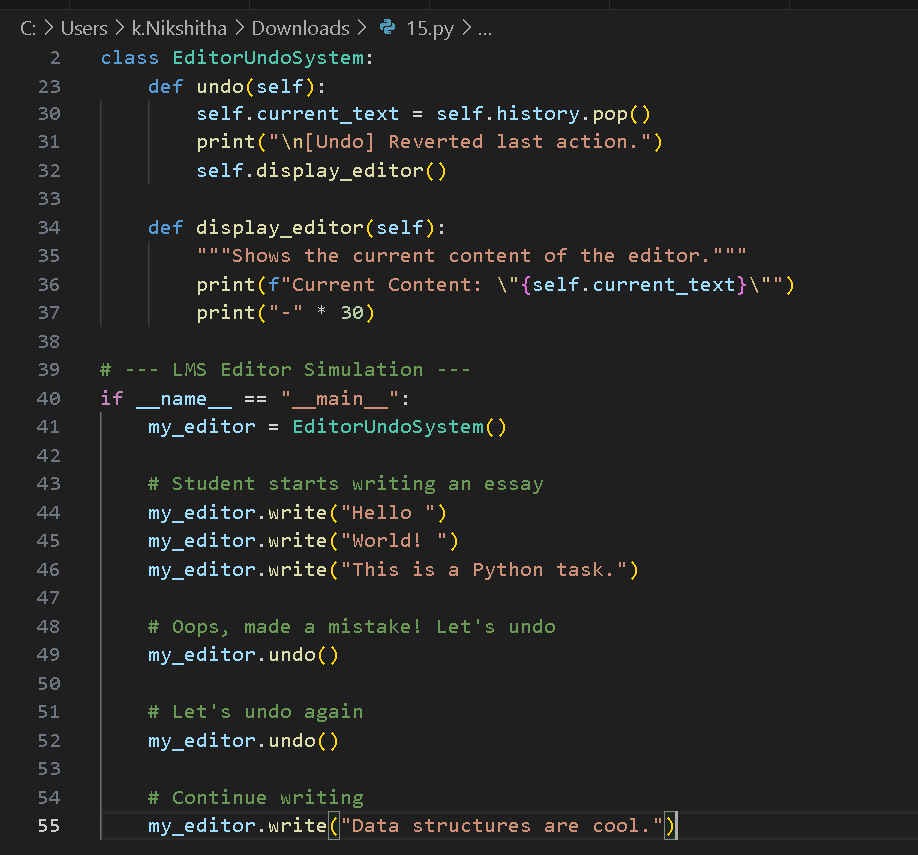 C: > Users > k.Nikshitha > Downloads > 15.py > ...
2 class EditorUndoSystem:
23     def undo(self):
30         self.current_text = self.history.pop()
31         print("\n[Undo] Reverted last action.")
32         self.display_editor()
33
34     def display_editor(self):
35         """Shows the current content of the editor."""
36         print(f"Current Content: \"{self.current_text}\"")
37         print("-" * 30)
38
39 # --- LMS Editor Simulation ---
40 if __name__ == "__main__":
41     my_editor = EditorUndoSystem()
42
43     # Student starts writing an essay
44     my_editor.write("Hello ")
45     my_editor.write("World! ")
46     my_editor.write("This is a Python task.")
47
48     # Oops, made a mistake! Let's undo
49     my_editor.undo()
50
51     # Let's undo again
52     my_editor.undo()
53
54     # Continue writing
55     my_editor.write("Data structures are cool.")